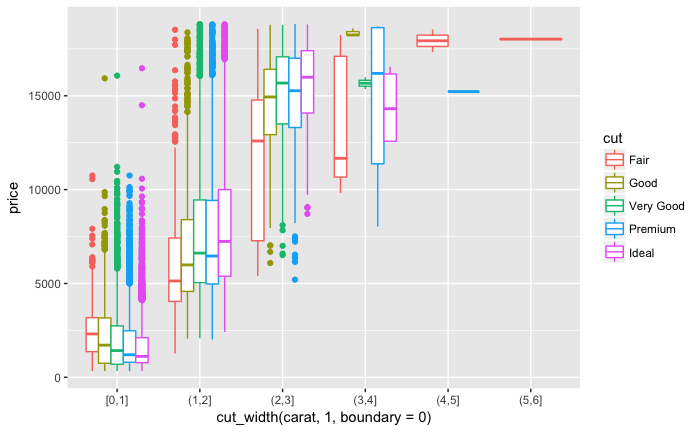 15000
10000
5000
0
price
[0,1]
(1,2]
(2,3]
(3,4]
(4,5]
(5,6]
cut_width(carat, 1, boundary = 0)
cut
Fair
Good
Very Good
Premium
Ideal